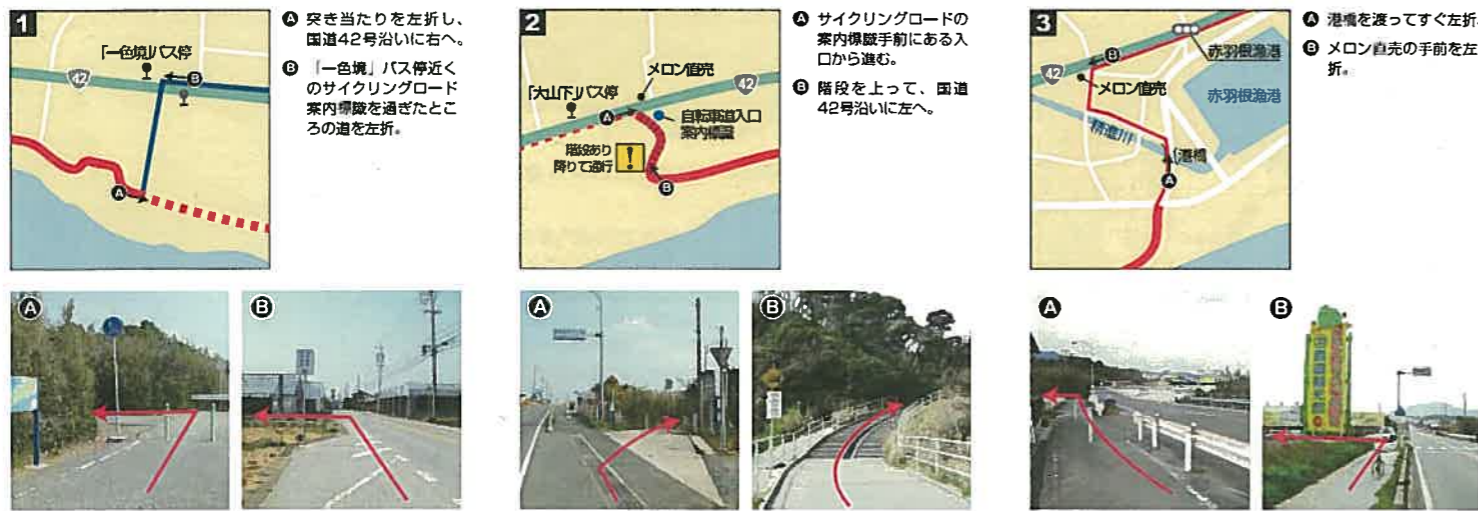 1
「一色境」バス停
42
B
A
A 突き当たりを左折し、
国道42号沿いに右へ。
B 「一色境」バス停近く
のサイクリングロード
案内標識を過ぎたとこ
ろの道を左折。
A
B
2
メロン直売
42
「大山下」バス停
A
自転車道入口
案内標識
階段あり
降りて通行
!
B
A サイクリングロードの
案内標識手前にある入
口から進む。
B 階段を上って、国道
42号沿いに左へ。
A
B
3
赤羽根漁港
42
B
メロン直売
赤羽根漁港
精進川
港橋
A
A 港橋を渡ってすぐ左折
B メロン直売の手前を左
折。
A
B